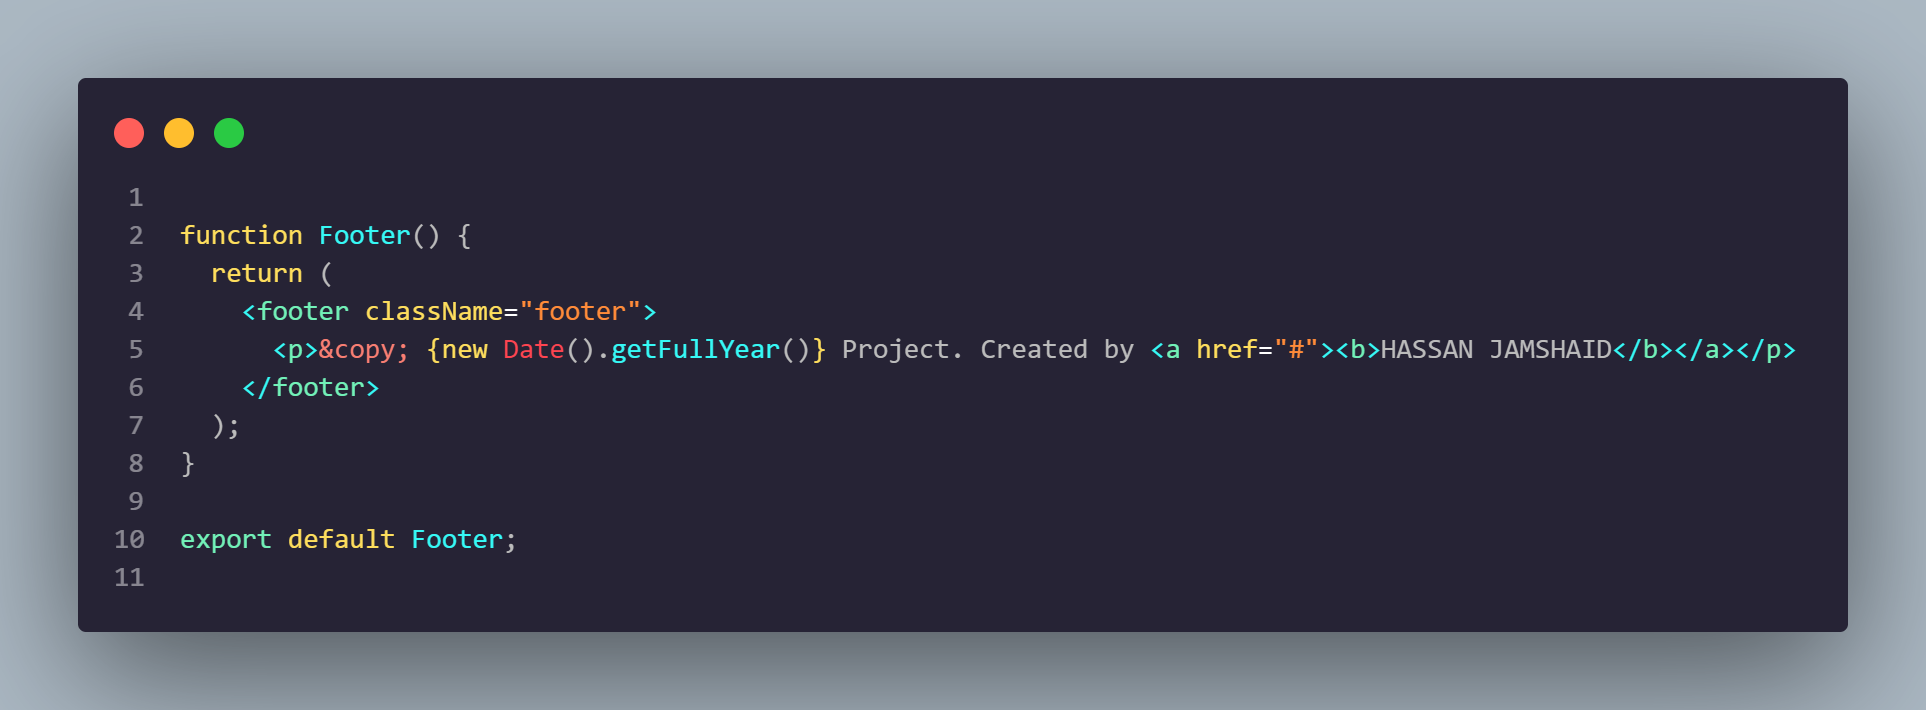 1
2 function Footer() {
3   return (
4     <footer className="footer">
5       <p>&copy; {new Date().getFullYear()} Project. Created by <a href="#"><b>HASSAN JAMSHAID</b></a></p>
6     </footer>
7   );
8 }
9
10 export default Footer;
11